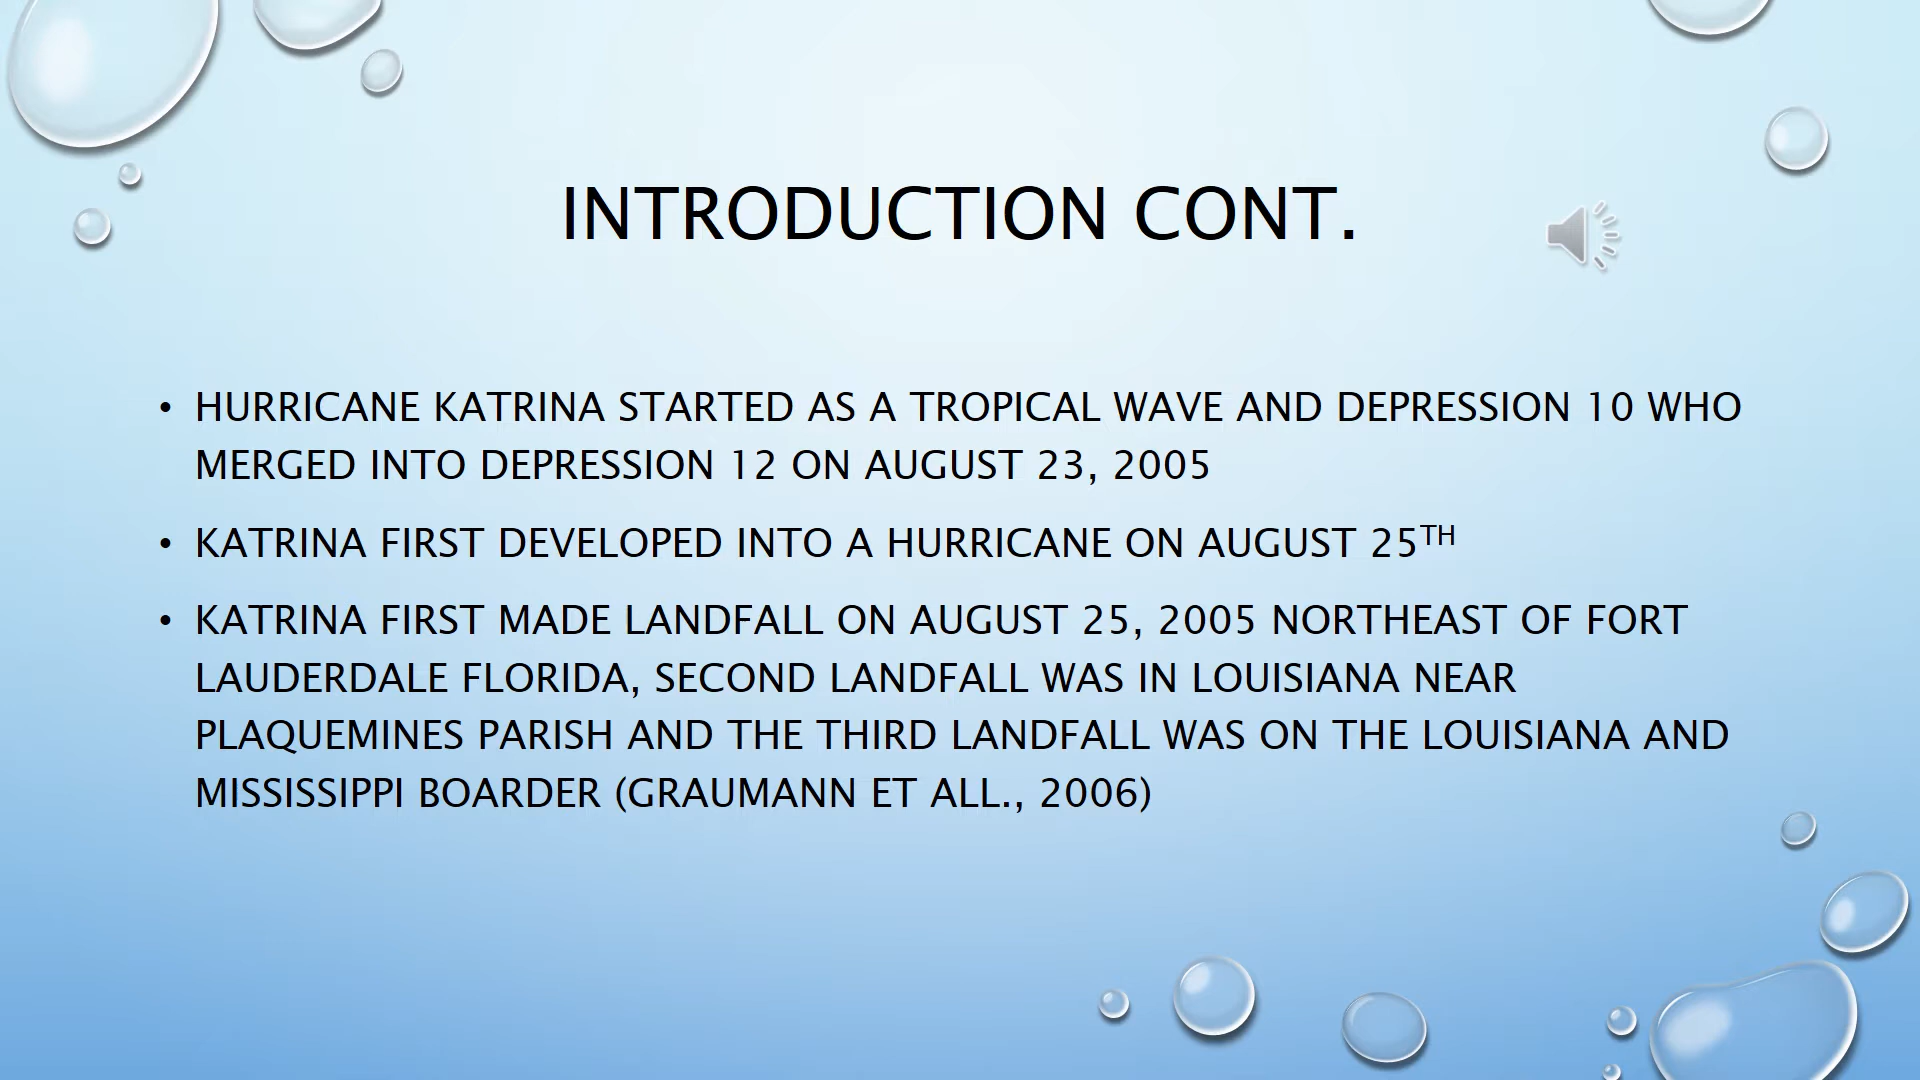 INTRODUCTION CONT.
• HURRICANE KATRINA STARTED AS A TROPICAL WAVE AND DEPRESSION 10 WHO
MERGED INTO DEPRESSION 12 ON AUGUST 23, 2005
• KATRINA FIRST DEVELOPED INTO A HURRICANE ON AUGUST 25TH
• KATRINA FIRST MADE LANDFALL ON AUGUST 25, 2005 NORTHEAST OF FORT
LAUDERDALE FLORIDA, SECOND LANDFALL WAS IN LOUISIANA NEAR
PLAQUEMINES PARISH AND THE THIRD LANDFALL WAS ON THE LOUISIANA AND
MISSISSIPPI BOARDER (GRAUMANN ET ALL., 2006)